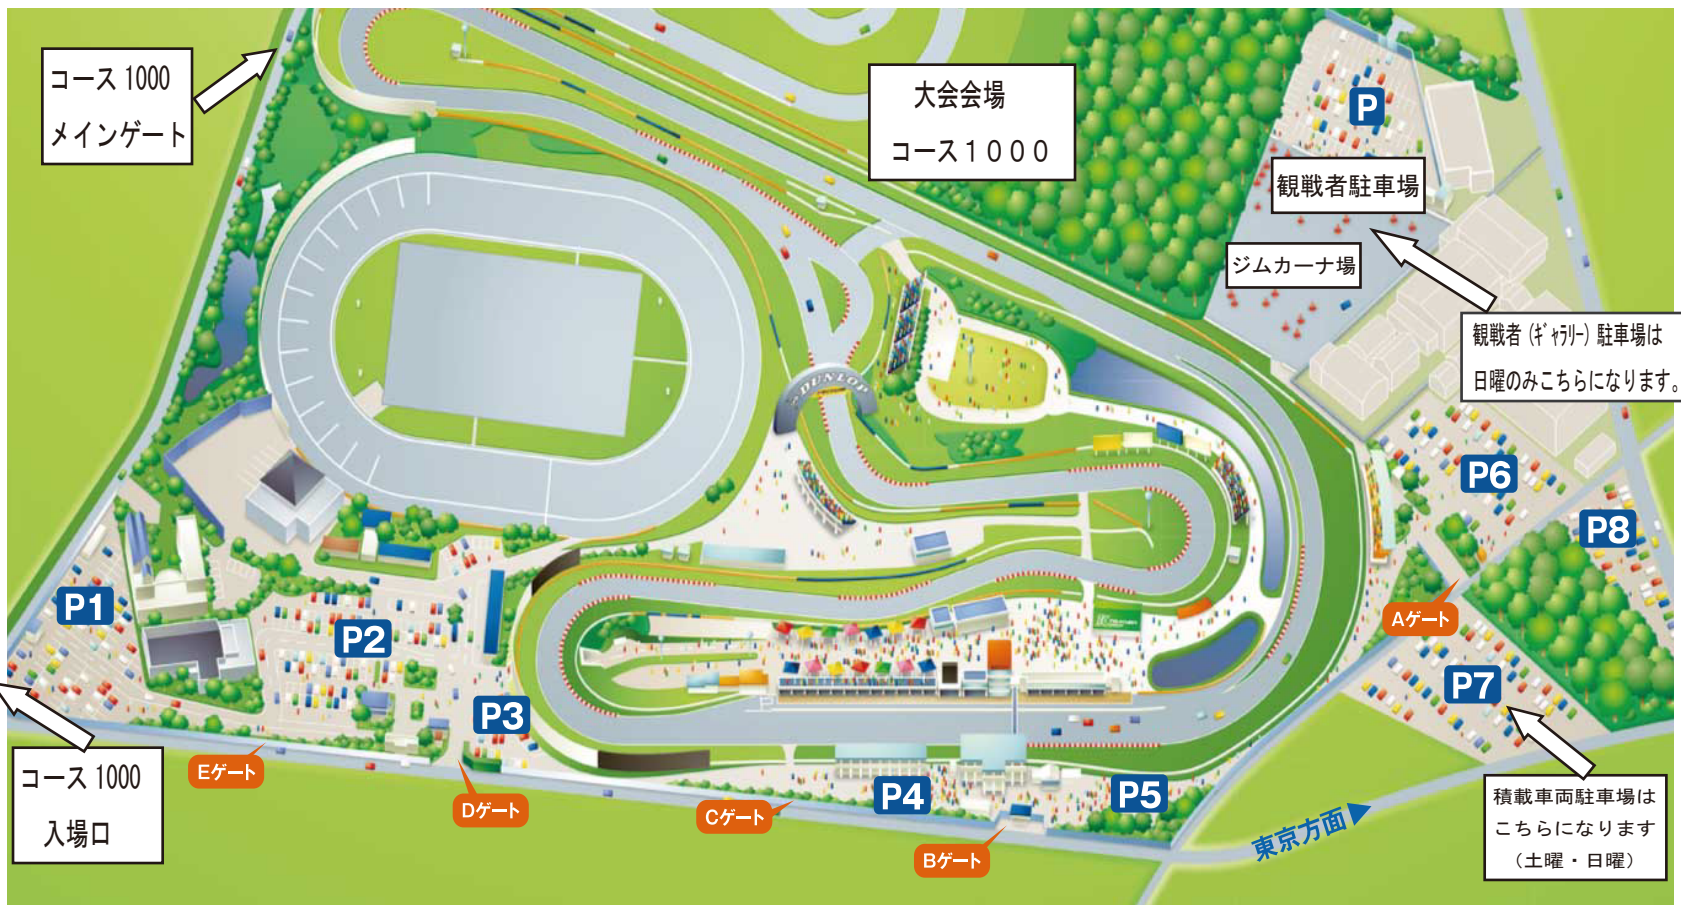 コース 1000
メインゲート
大会会場
コース１０００
P
観戦者駐車場
ジムカーナ場
観戦者（ｷﾞｬﾗﾘｰ）駐車場は
日曜のみこちらになります。
DUNLOP
P6
P8
Aゲート
P1
P2
P7
P3
コース 1000
入場口
Eゲート
Dゲート
Cゲート
P4
P5
Bゲート
東京方面▶
積載車両駐車場は
こちらになります
（土曜・日曜）